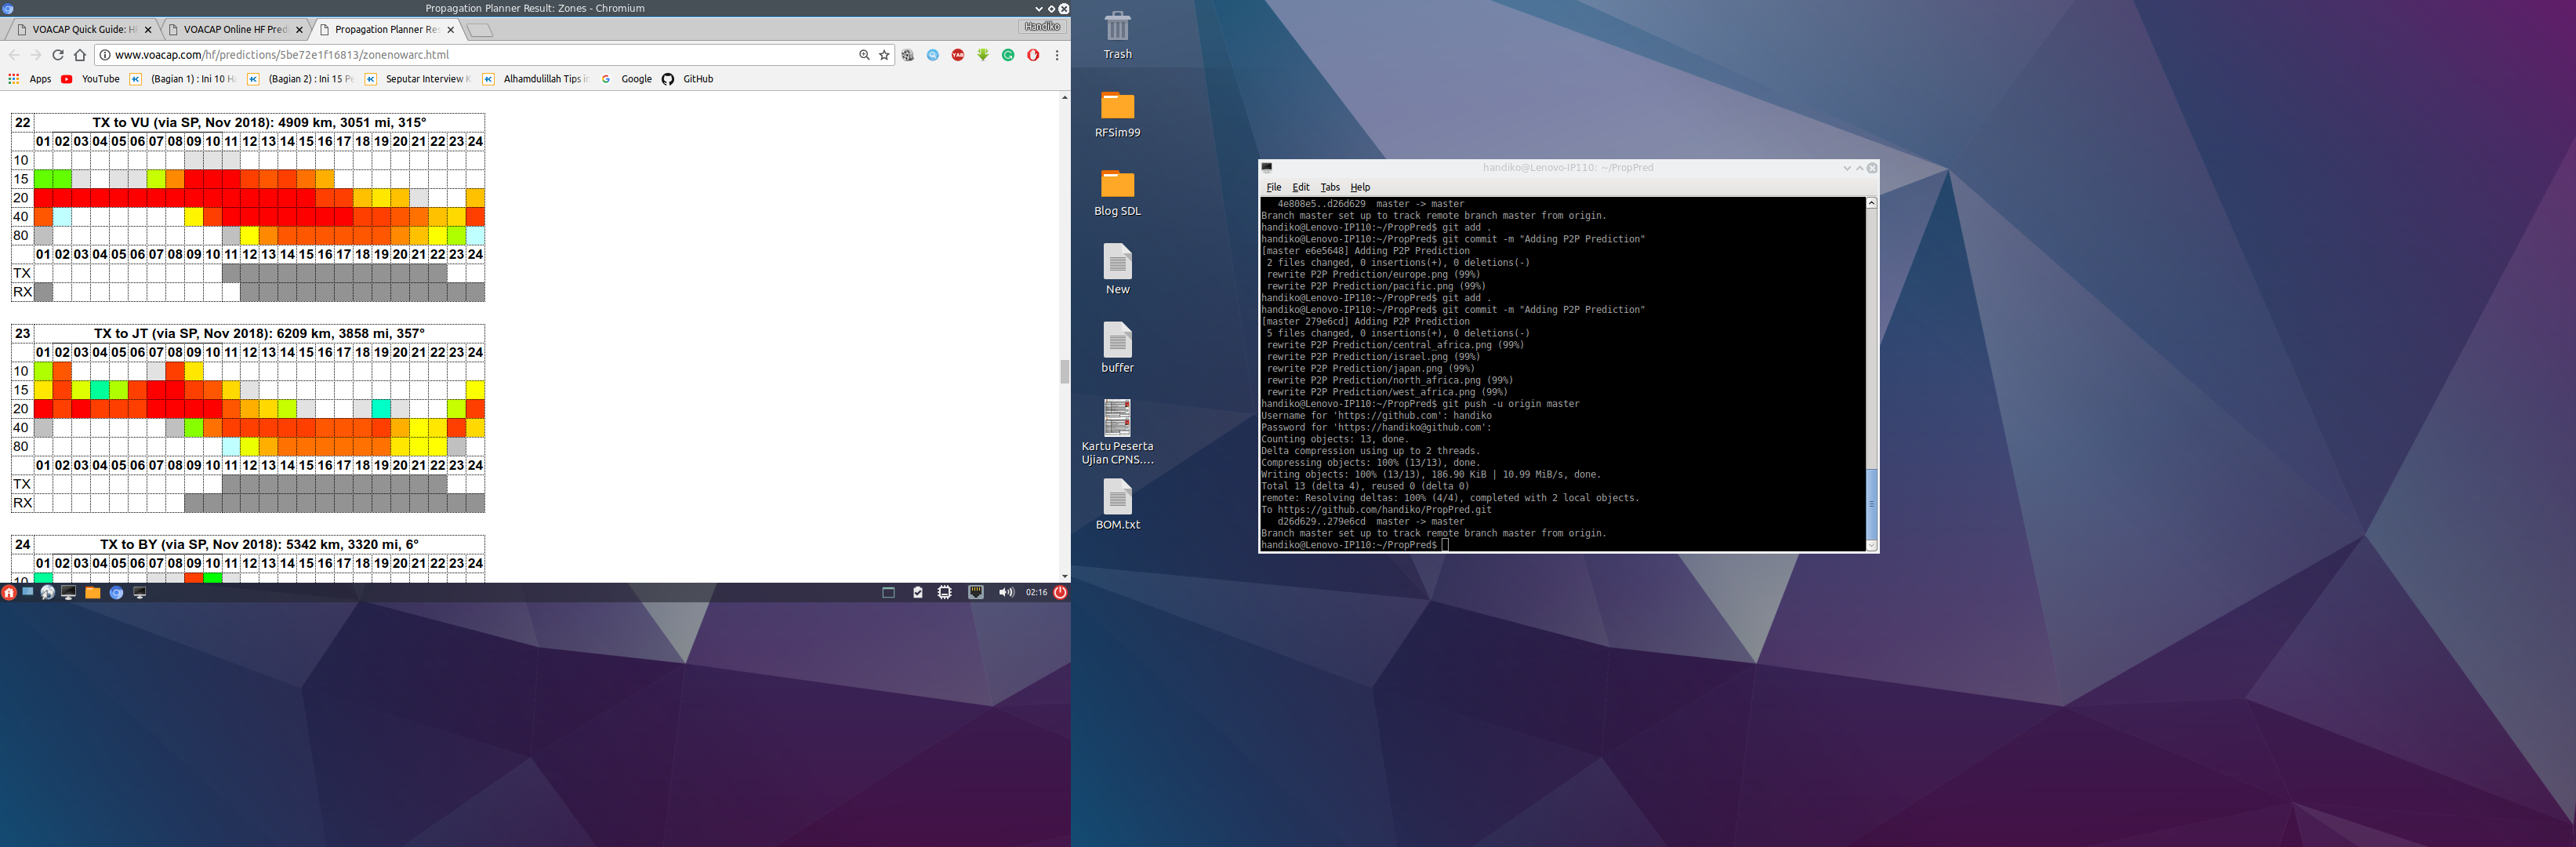 Propagation Planner Result: Zones - Chromium
VOACAP Quick Guide: H
VOACAP Online HF Pred
Propagation Planner Re
Handiko
www.voacap.com/hf/predictions/5be72e1f16813/zonenowarc.html
Apps
YouTube
(Bagian 1) : Ini 10 H
(Bagian 2) : Ini 15 P
Seputar Interview K
Alhamdulillah Tips i
Google
GitHub
22 TX to VU (via SP, Nov 2018): 4909 km, 3051 mi, 315°
01 02 03 04 05 06 07 08 09 10 11 12 13 14 15 16 17 18 19 20 21 22 23 24
10
15
20
40
80
01 02 03 04 05 06 07 08 09 10 11 12 13 14 15 16 17 18 19 20 21 22 23 24
TX
RX
23 TX to JT (via SP, Nov 2018): 6209 km, 3858 mi, 357°
01 02 03 04 05 06 07 08 09 10 11 12 13 14 15 16 17 18 19 20 21 22 23 24
10
15
20
40
80
01 02 03 04 05 06 07 08 09 10 11 12 13 14 15 16 17 18 19 20 21 22 23 24
TX
RX
24 TX to BY (via SP, Nov 2018): 5342 km, 3320 mi, 6°
01 02 03 04 05 06 07 08 09 10 11 12 13 14 15 16 17 18 19 20 21 22 23 24
10
02:16
Trash
RFSim99
Blog SDL
New
buffer
Kartu Peserta
Ujian CPNS....
BOM.txt
handiko@Lenovo-IP110: ~/PropPred
File Edit Tabs Help
4e808e5..d26d629  master -> master
Branch master set up to track remote branch master from origin.
handiko@Lenovo-IP110:~/PropPred$ git add .
handiko@Lenovo-IP110:~/PropPred$ git commit -m "Adding P2P Prediction"
[master e6e5648] Adding P2P Prediction
2 files changed, 0 insertions(+), 0 deletions(-)
rewrite P2P Prediction/europe.png (99%)
rewrite P2P Prediction/pacific.png (99%)
handiko@Lenovo-IP110:~/PropPred$ git add .
handiko@Lenovo-IP110:~/PropPred$ git commit -m "Adding P2P Prediction"
[master 279e6cd] Adding P2P Prediction
5 files changed, 0 insertions(+), 0 deletions(-)
rewrite P2P Prediction/central_africa.png (99%)
rewrite P2P Prediction/israel.png (99%)
rewrite P2P Prediction/japan.png (99%)
rewrite P2P Prediction/north_africa.png (99%)
rewrite P2P Prediction/west_africa.png (99%)
handiko@Lenovo-IP110:~/PropPred$ git push -u origin master
Username for 'https://github.com': handiko
Password for 'https://handiko@github.com':
Counting objects: 13, done.
Delta compression using up to 2 threads.
Compressing objects: 100% (13/13), done.
Writing objects: 100% (13/13), 186.90 KiB | 10.99 MiB/s, done.
Total 13 (delta 4), reused 0 (delta 0)
remote: Resolving deltas: 100% (4/4), completed with 2 local objects.
To https://github.com/handiko/PropPred.git
d26d629..279e6cd  master -> master
Branch master set up to track remote branch master from origin.
handiko@Lenovo-IP110:~/PropPred$